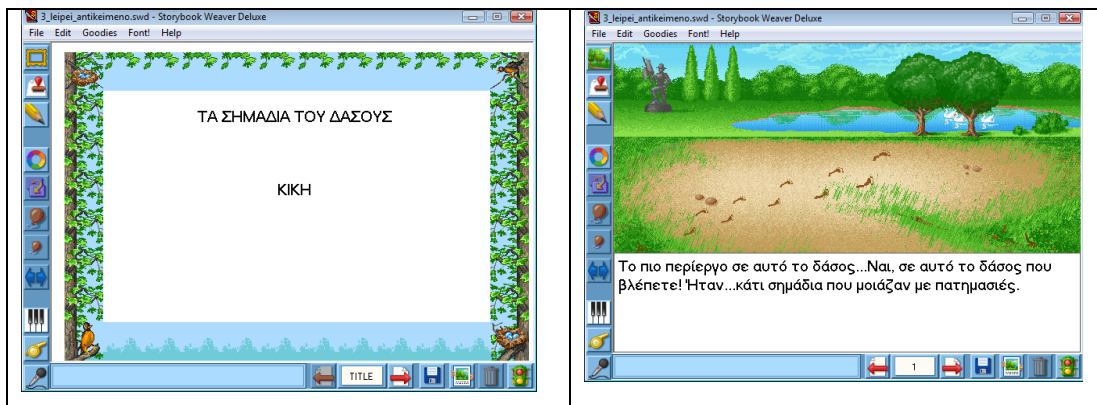 3_leipei_antikeimeno.swd - Storybook Weaver Deluxe
File Edit Goodies Font! Help
ΤΑ ΣΗΜΑΔΙΑ ΤΟΥ ΔΑΣΟΥΣ
ΚΙΚΗ
TITLE
3_leipei_antikeimeno.swd - Storybook Weaver Deluxe
File Edit Goodies Font! Help
Το πιο περίεργο σε αυτό το δάσος...Ναι, σε αυτό το δάσος που
βλέπετε! Ήταν...κάτι σημάδια που μοιάζαν με πατημασιές.
1